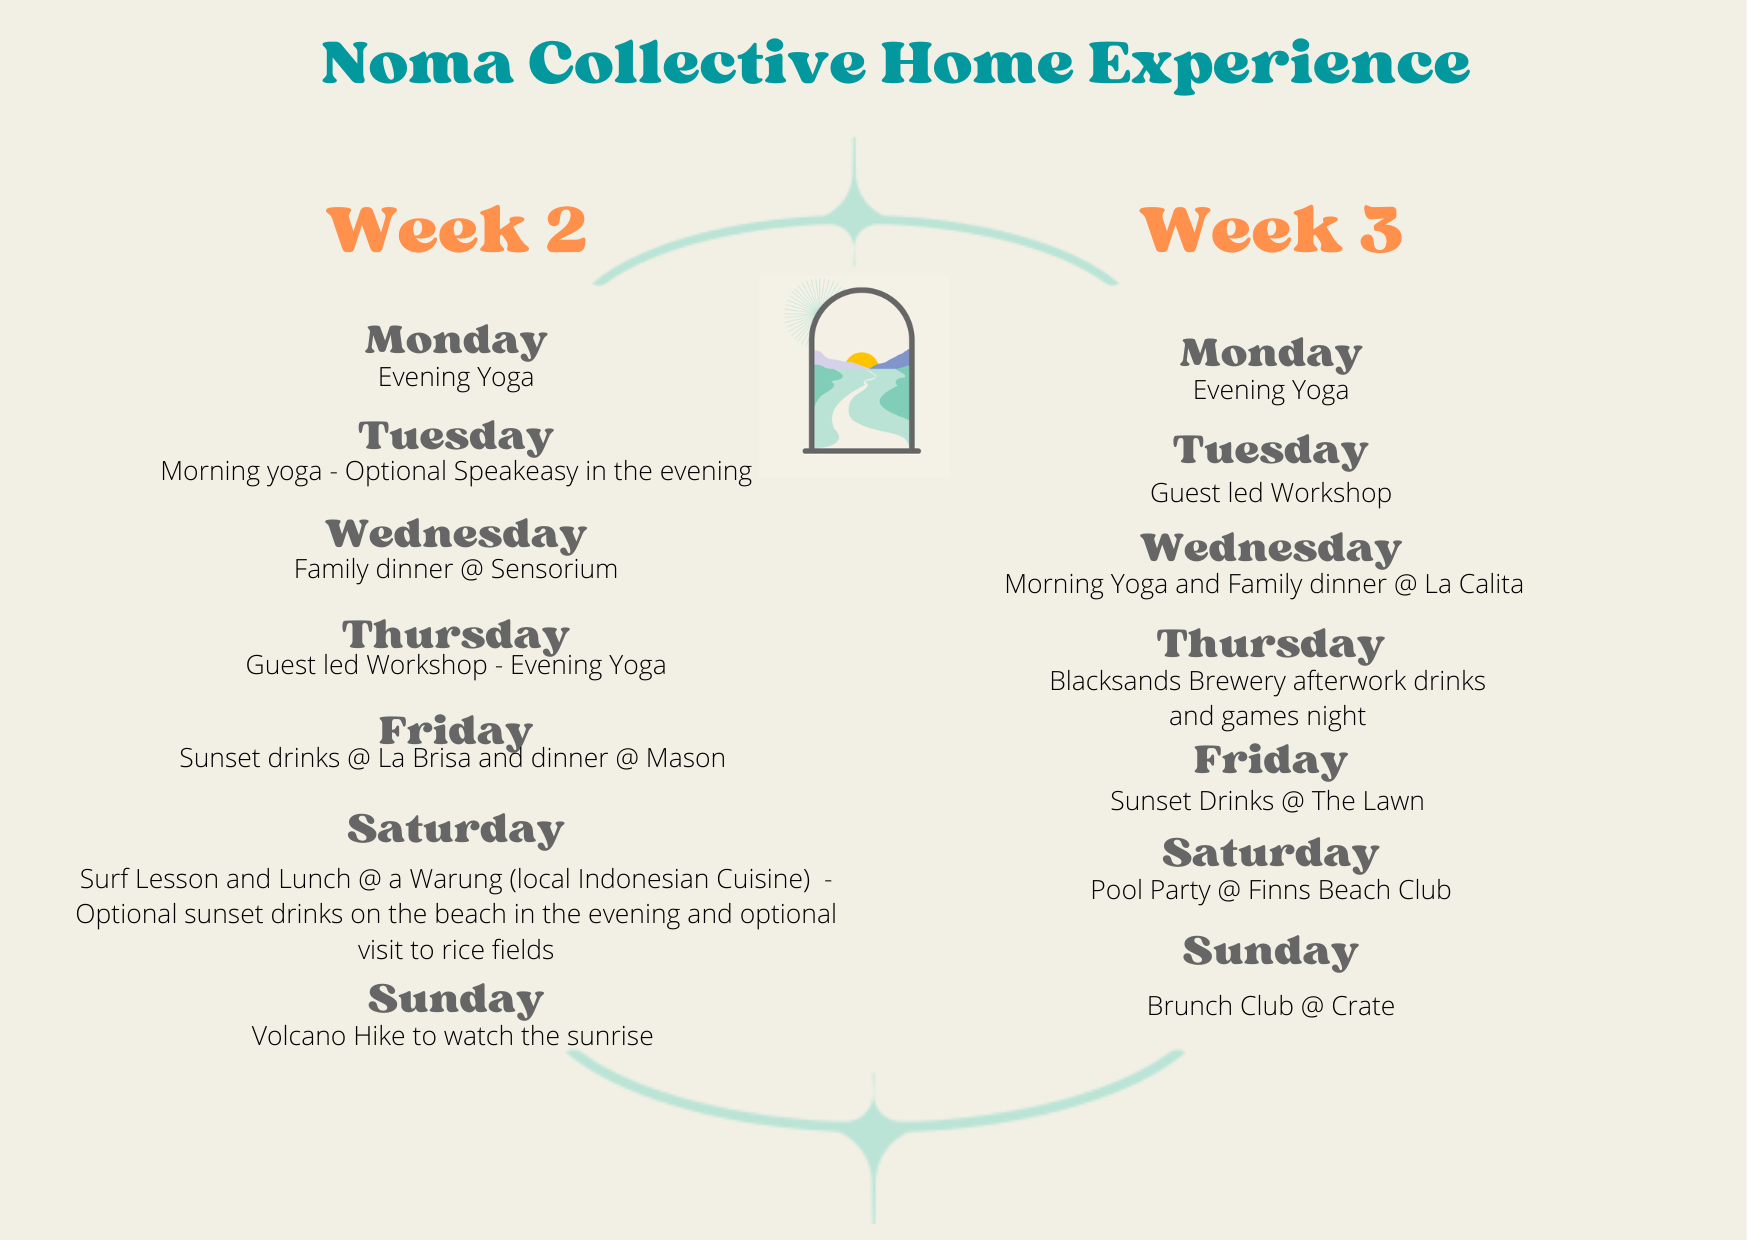 Noma Collective Home Experience
Week 2
Monday
Evening Yoga
Tuesday
Morning yoga - Optional Speakeasy in the evening
Wednesday
Family dinner @ Sensorium
Thursday
Guest led Workshop - Evening Yoga
Friday
Sunset drinks @ La Brisa and dinner @ Mason
Saturday
Surf Lesson and Lunch @ a Warung (local Indonesian Cuisine)  -
Optional sunset drinks on the beach in the evening and optional
visit to rice fields
Sunday
Volcano Hike to watch the sunrise
Week 3
Monday
Evening Yoga
Tuesday
Guest led Workshop
Wednesday
Morning Yoga and Family dinner @ La Calita
Thursday
Blacksands Brewery afterwork drinks
and games night
Friday
Sunset Drinks @ The Lawn
Saturday
Pool Party @ Finns Beach Club
Sunday
Brunch Club @ Crate